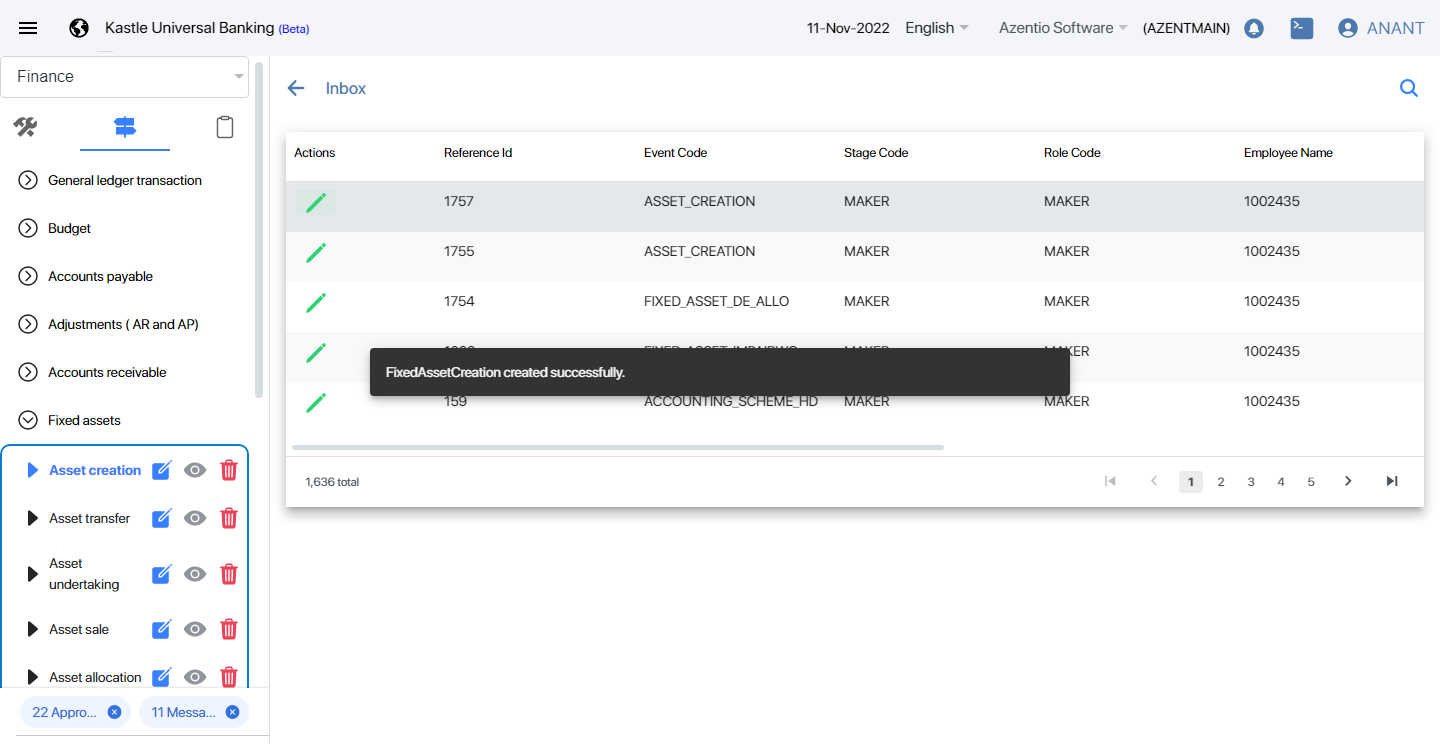 Kastle Universal Banking (Beta)
11-Nov-2022 English Azentio Software (AZENTMAIN) ANANT
Finance
General ledger transaction
Budget
Accounts payable
Adjustments ( AR and AP)
Accounts receivable
Fixed assets
Asset creation
Asset transfer
Asset
undertaking
Asset sale
Asset allocation
22 Appro... 11 Messa...
Inbox
Actions Reference Id Event Code Stage Code Role Code Employee Name
1757 ASSET_CREATION MAKER MAKER 1002435
1755 ASSET_CREATION MAKER MAKER 1002435
1754 FIXED_ASSET_DE_ALLO MAKER MAKER 1002435
MAKER MAKER 1002435
FixedAssetCreation created successfully.
159 ACCOUNTING_SCHEME_HD MAKER MAKER 1002435
1,636 total 1 2 3 4 5